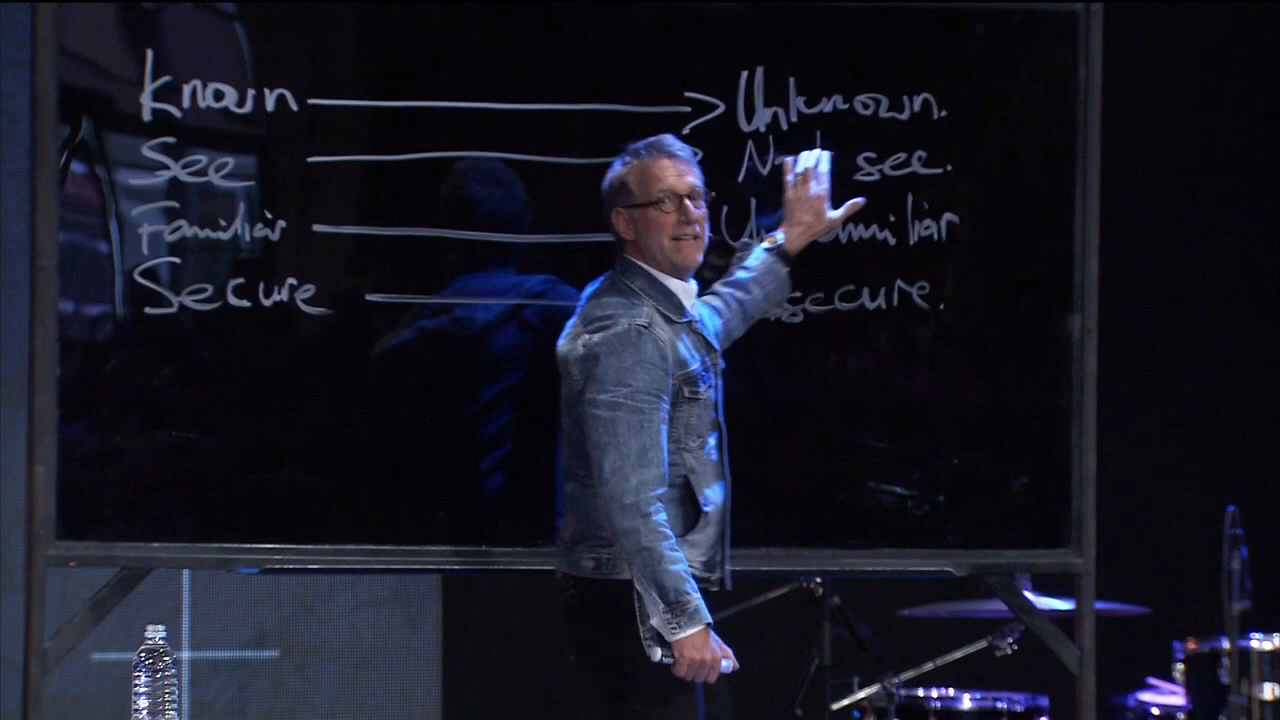 Known → Unknown.
See → see.
Familiar →
Secure